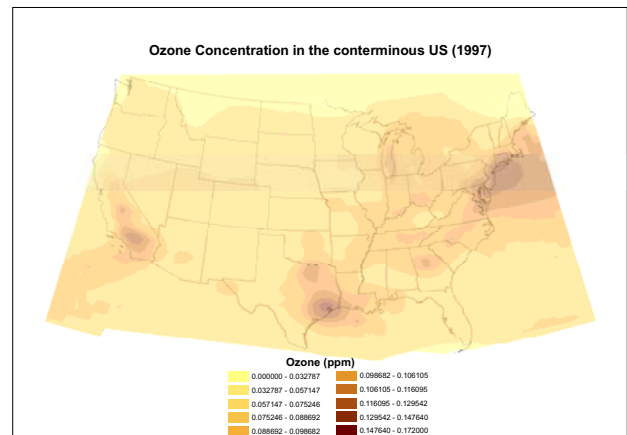 Ozone Concentration in the conterminous US (1997)
Ozone (ppm)
0.000000 - 0.032787
0.032787 - 0.057147
0.057147 - 0.075246
0.075246 - 0.088692
0.088692 - 0.098682
0.098682 - 0.106105
0.106105 - 0.116095
0.116095 - 0.129542
0.129542 - 0.147640
0.147640 - 0.172000